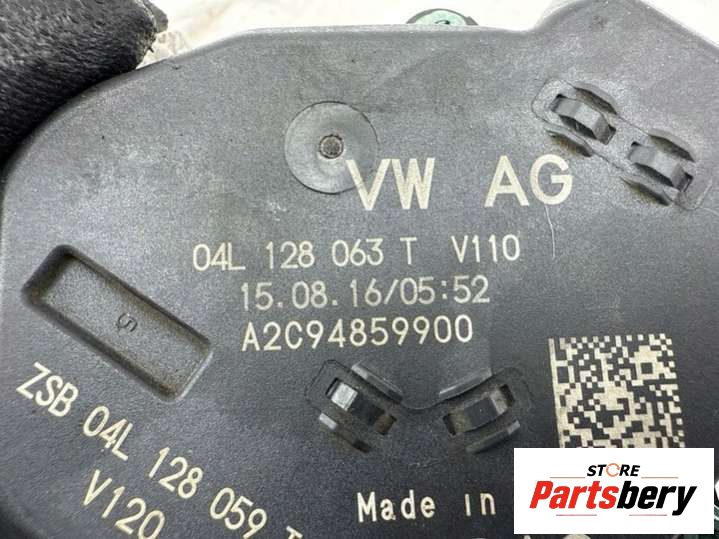 VW AG
04L 128 063 T V110
15.08.16/05:52
A2C94859900
ZSB 04L 128 059 T
V120
Made in
STORE
Partsbery